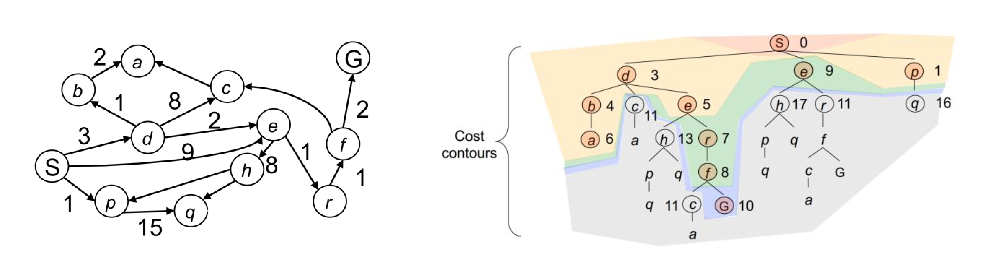 G
2
a
b
c
1
8
2
2
3
d
e
f
9
1
1
S
8
h
1
p
q
r
15
Cost
contours
S 0
d 3
e 9
p 1
b 4
c
11
e 5
h 17
r 11
q 16
a 6
a
h 13
r 7
p
q
f
p
q
f 8
q
c
G
q
11 c
G 10
a
a